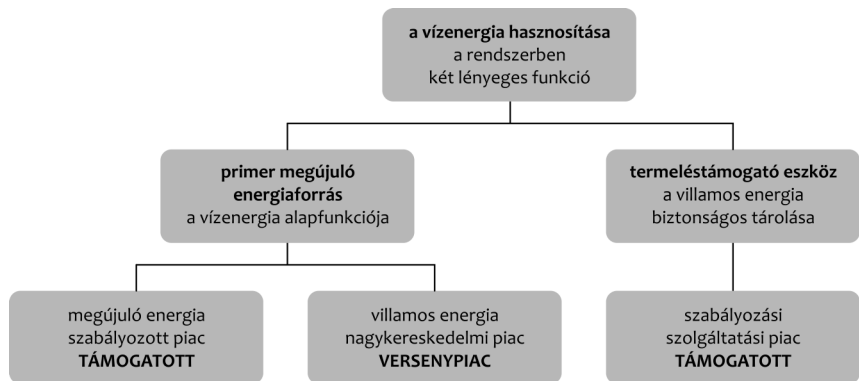 a vízenergia hasznosítása
a rendszerben
két lényeges funkció
primer megújuló
energiaforrás
a vízenergia alapfunkciója
termeléstámogató eszköz
a villamos energia
biztonságos tárolása
megújuló energia
szabályozott piac
TÁMOGATOTT
villamos energia
nagykereskedelmi piac
VERSENYPIAC
szabályozási
szolgáltatási piac
TÁMOGATOTT